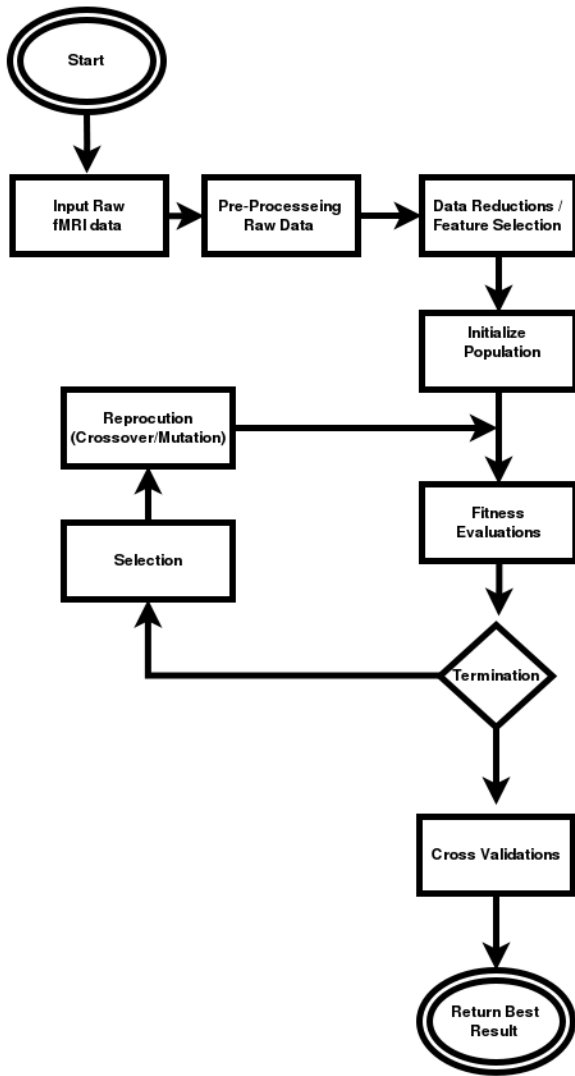 Start
Input Raw
fMRI data
Pre-Processeing
Raw Data
Data Reductions /
Feature Selection
Initialize
Population
Reprocution
(Crossover/Mutation)
Fitness
Evaluations
Selection
Termination
Cross Validations
Return Best
Result